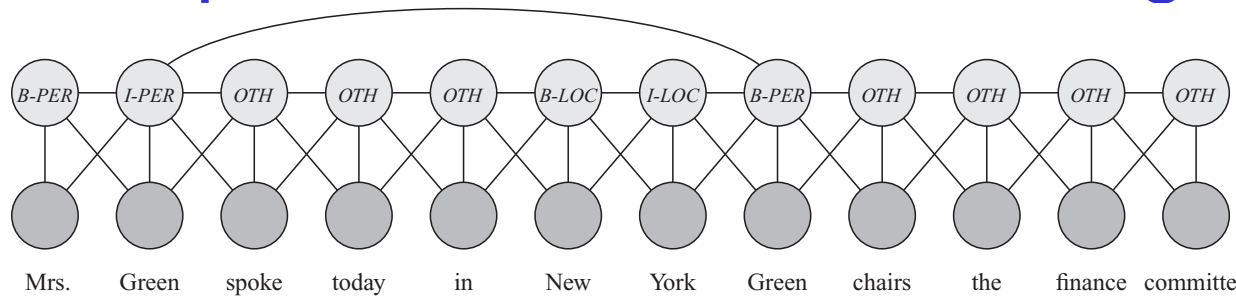 B-PER I-PER OTH OTH OTH B-LOC I-LOC B-PER OTH OTH OTH OTH
Mrs. Green spoke today in New York Green chairs the finance committe